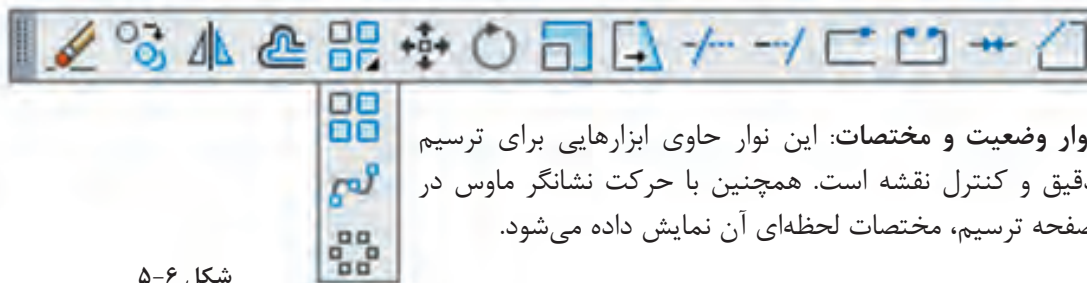 وار وضعیت و مختصات: این نوار حاوی ابزارهایی برای ترسیم
دقیق و کنترل نقشه است. همچنین با حرکت نشانگر ماوس در
صفحه ترسیم، مختصات لحظه‌ای آن نمایش داده می‌شود.
شکل ۶-۵